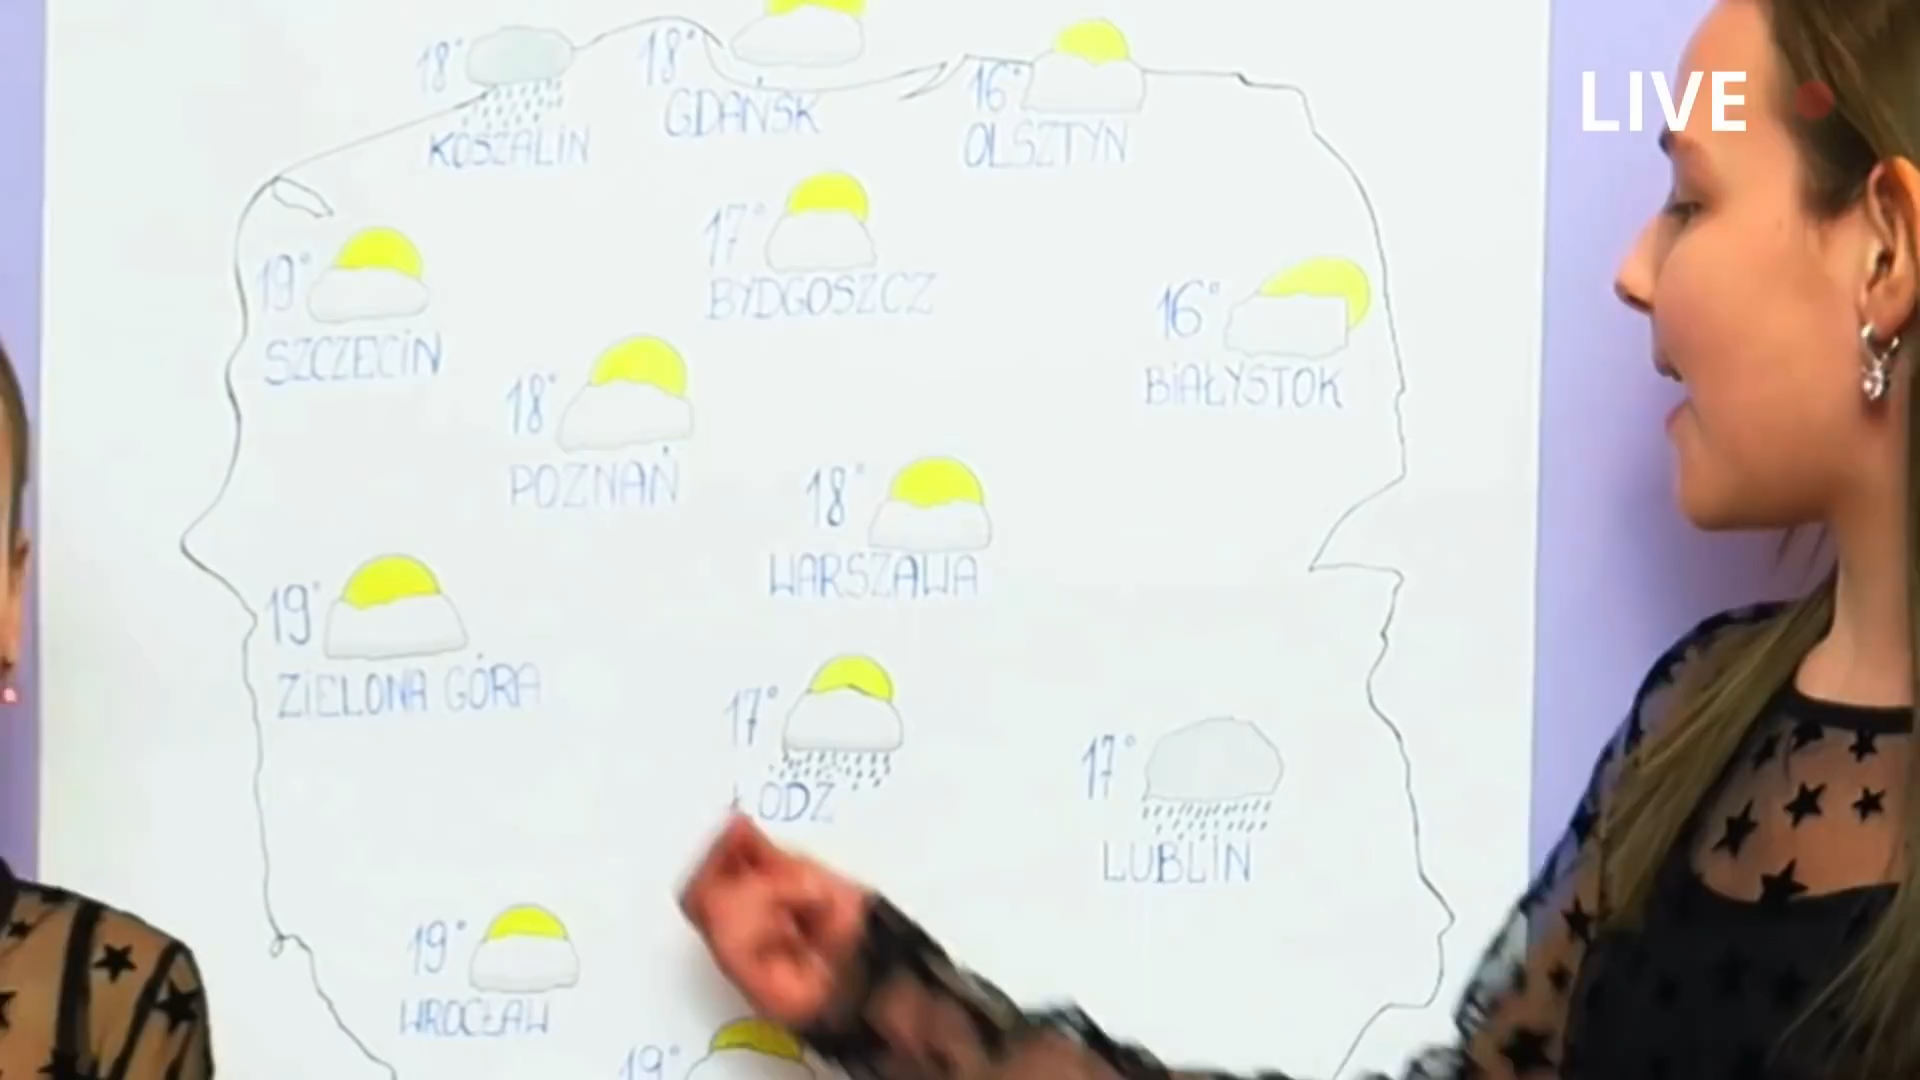 LIVE
18°
KOSZALIN
18°
GDAŃSK
16°
OLSZTYN
17°
BYDGOSZCZ
19°
SZCZECIN
16°
BIAŁYSTOK
18°
POZNAŃ
18°
WARSZAWA
19°
ZIELONA GÓRA
17°
ŁÓDŹ
17°
LUBLIN
19°
WROCŁAW
19°